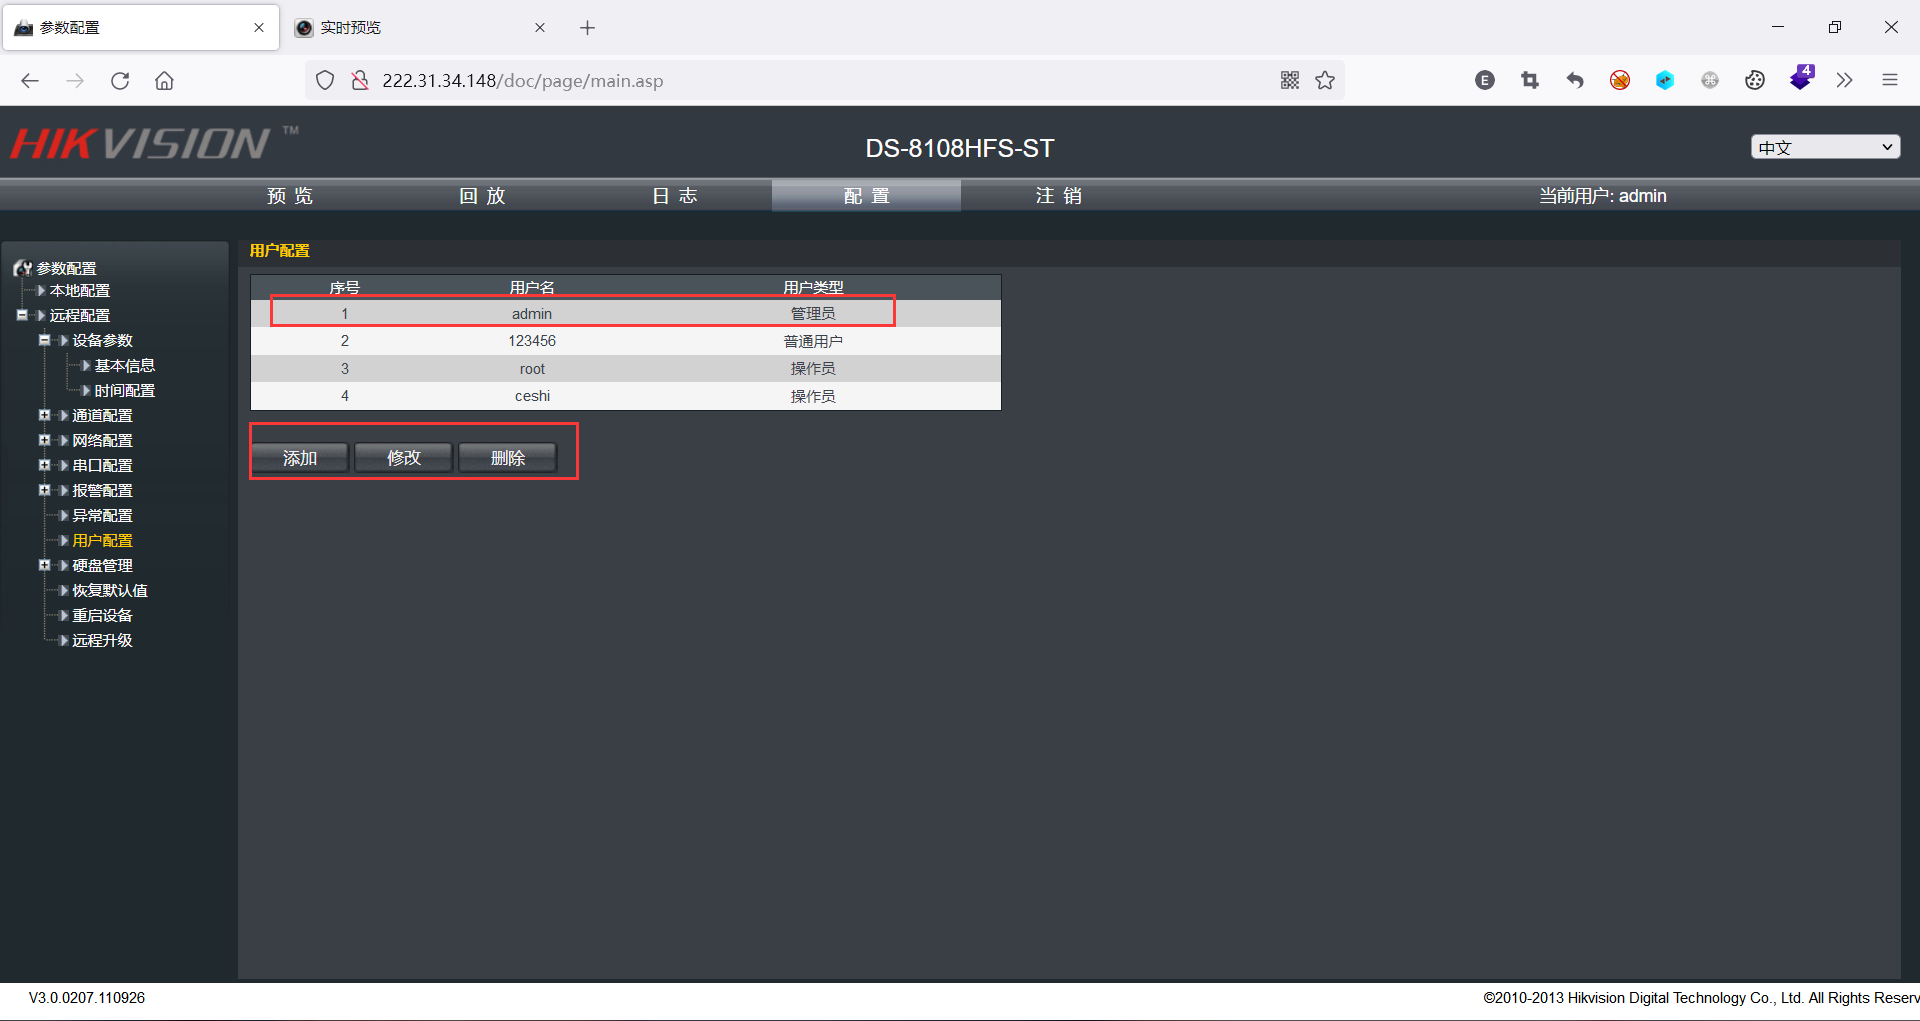 参数配置
实时预览
222.31.34.148/doc/page/main.asp
E
4
HIKVISION ™
DS-8108HFS-ST
中文
预 览
回 放
日 志
配 置
注 销
当前用户: admin
参数配置
本地配置
远程配置
设备参数
基本信息
时间配置
通道配置
网络配置
串口配置
报警配置
异常配置
用户配置
硬盘管理
恢复默认值
重启设备
远程升级
用户配置
序号 用户名 用户类型
1 admin 管理员
2 123456 普通用户
3 root 操作员
4 ceshi 操作员
添加 修改 删除
V3.0.0207.110926
©2010-2013 Hikvision Digital Technology Co., Ltd. All Rights Reserv